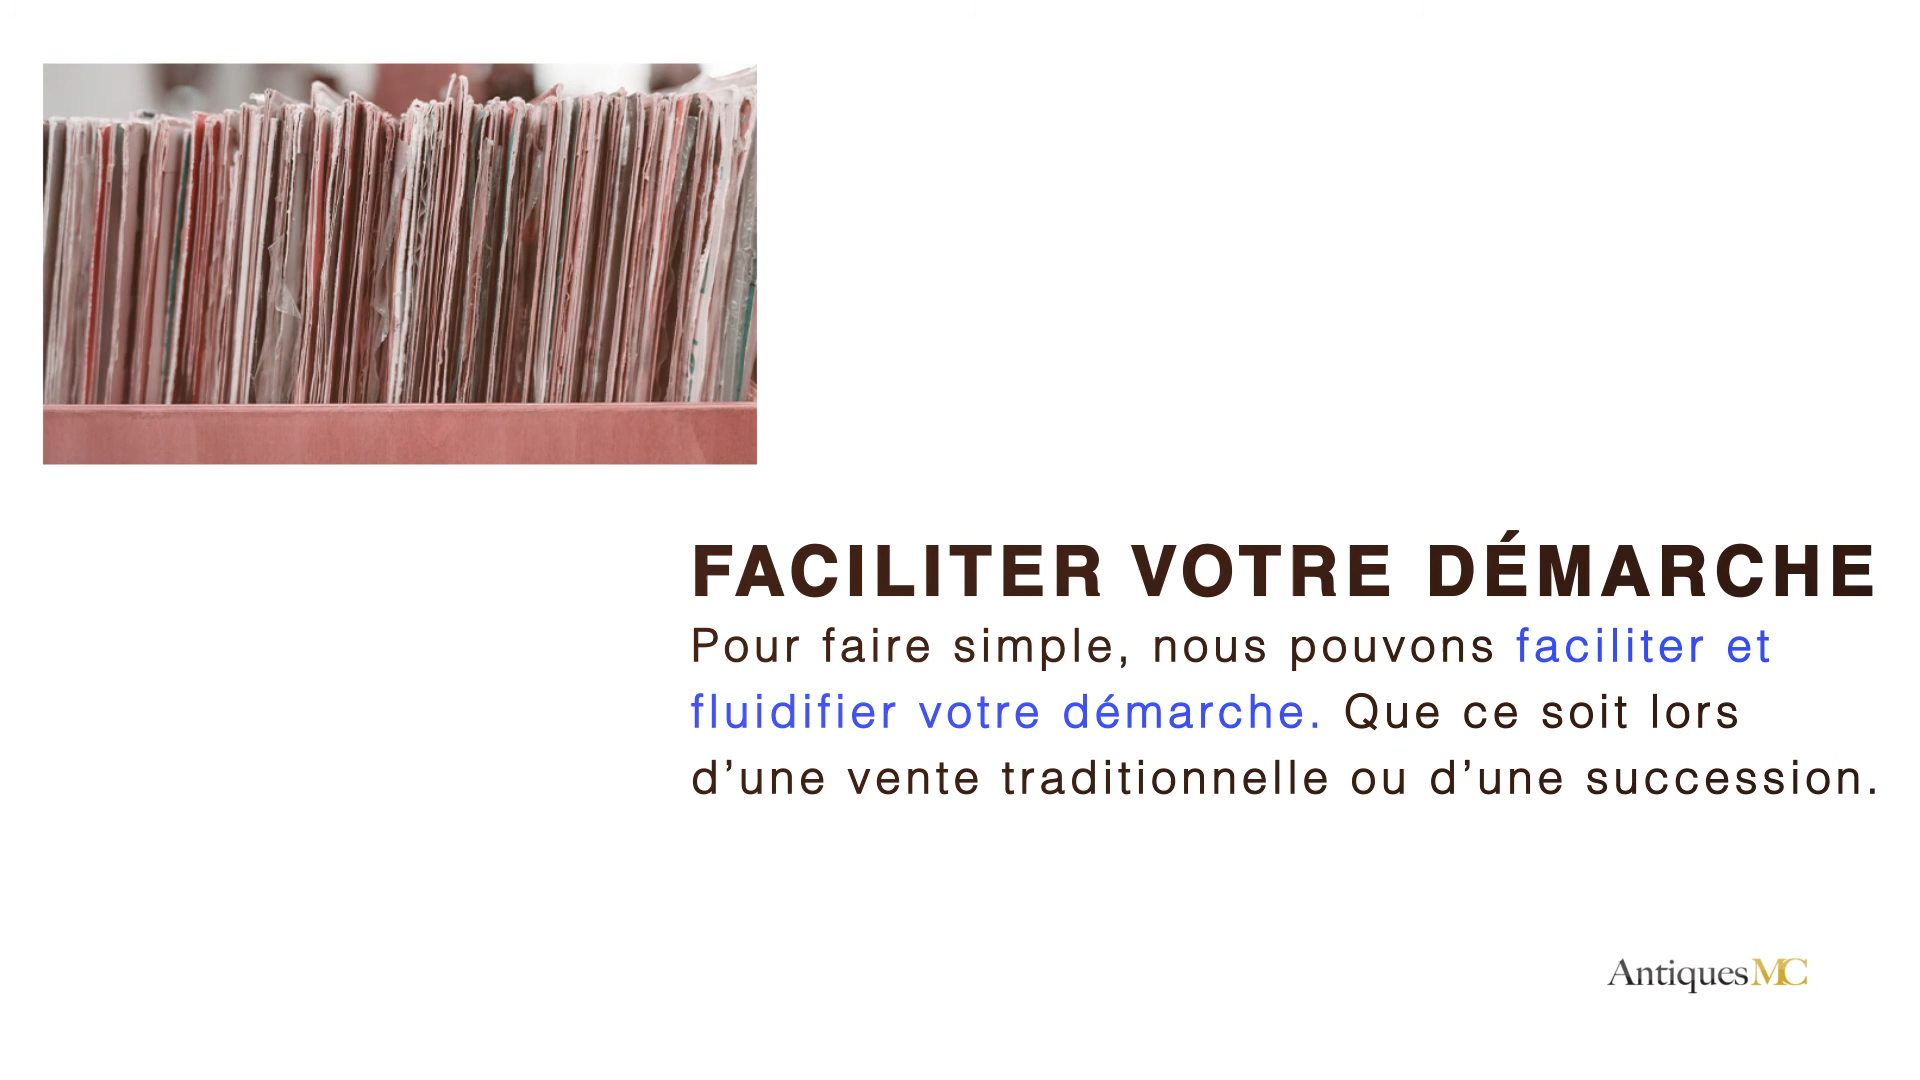 FACILITER VOTRE DÉMARCHE
Pour faire simple, nous pouvons faciliter et
fluidifier votre démarche. Que ce soit lors
d’une vente traditionnelle ou d’une succession.
AntiquesMC